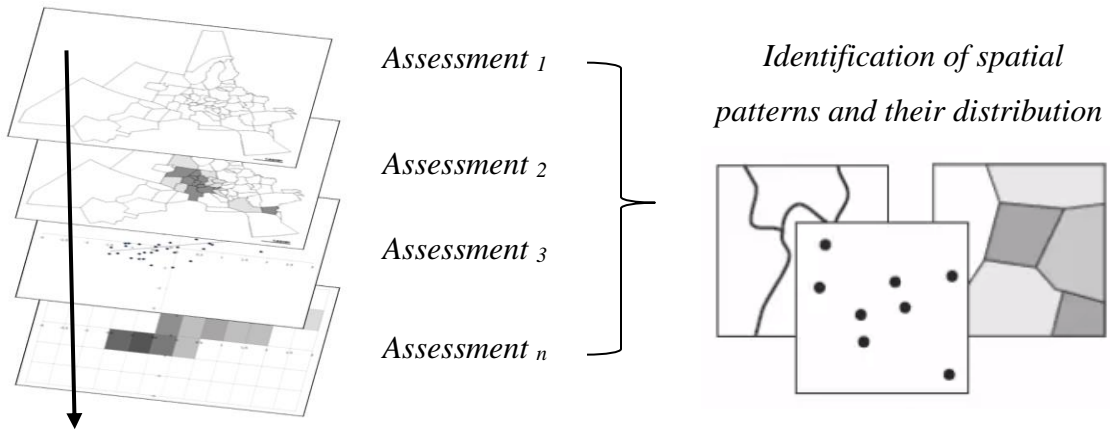 Assessment 1
Assessment 2
Assessment 3
Assessment n
Identification of spatial
patterns and their distribution